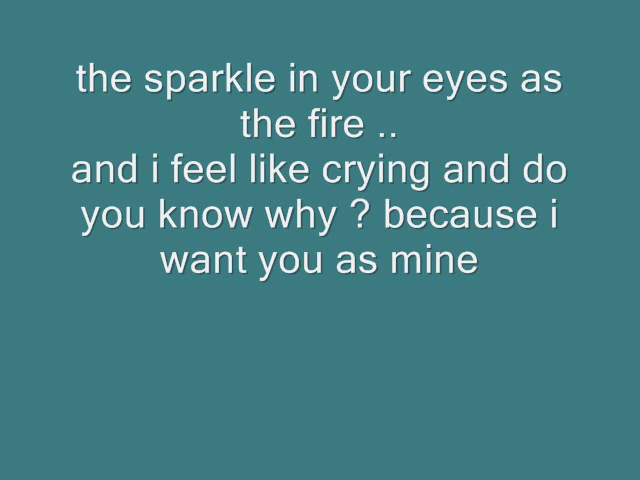 the sparkle in your eyes as
the fire ..
and i feel like crying and do
you know why ? because i
want you as mine